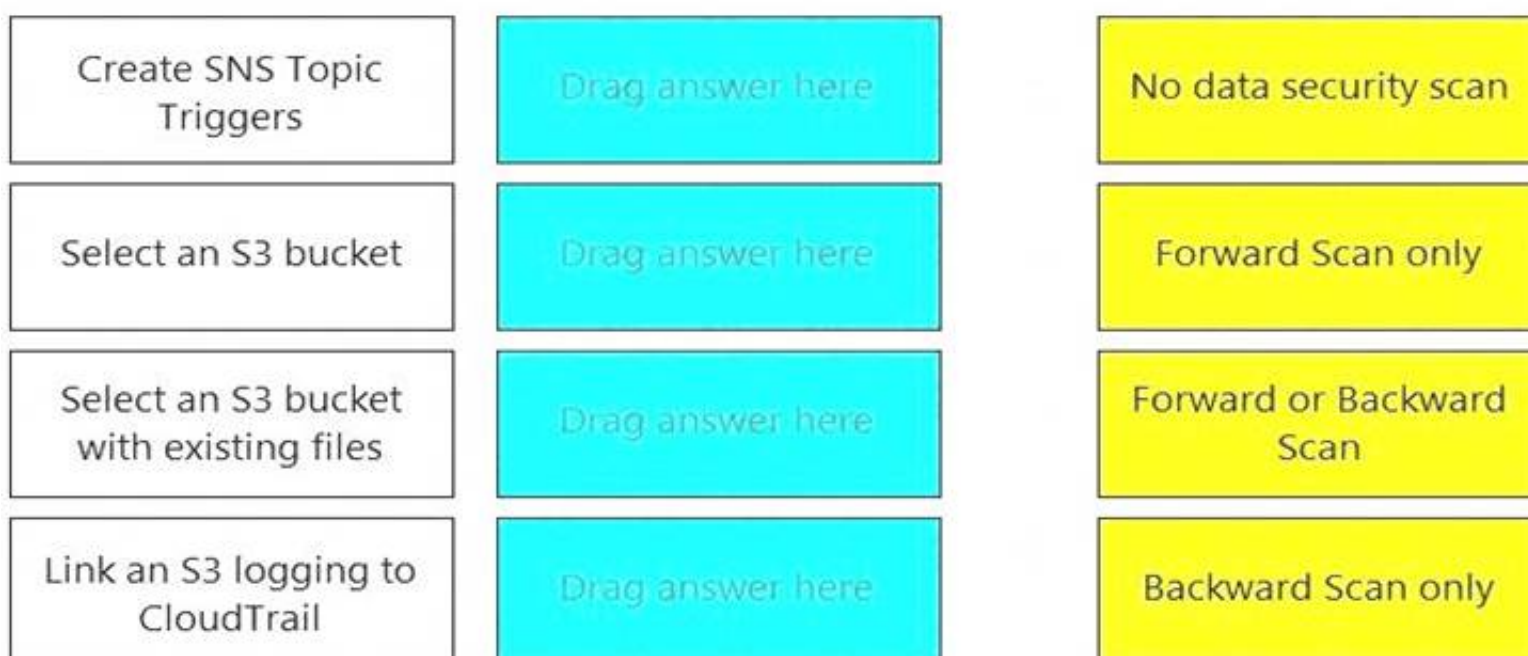 Create SNS Topic
Triggers
Drag answer here
No data security scan
Select an S3 bucket
Drag answer here
Forward Scan only
Select an S3 bucket
with existing files
Drag answer here
Forward or Backward
Scan
Link an S3 logging to
CloudTrail
Drag answer here
Backward Scan only